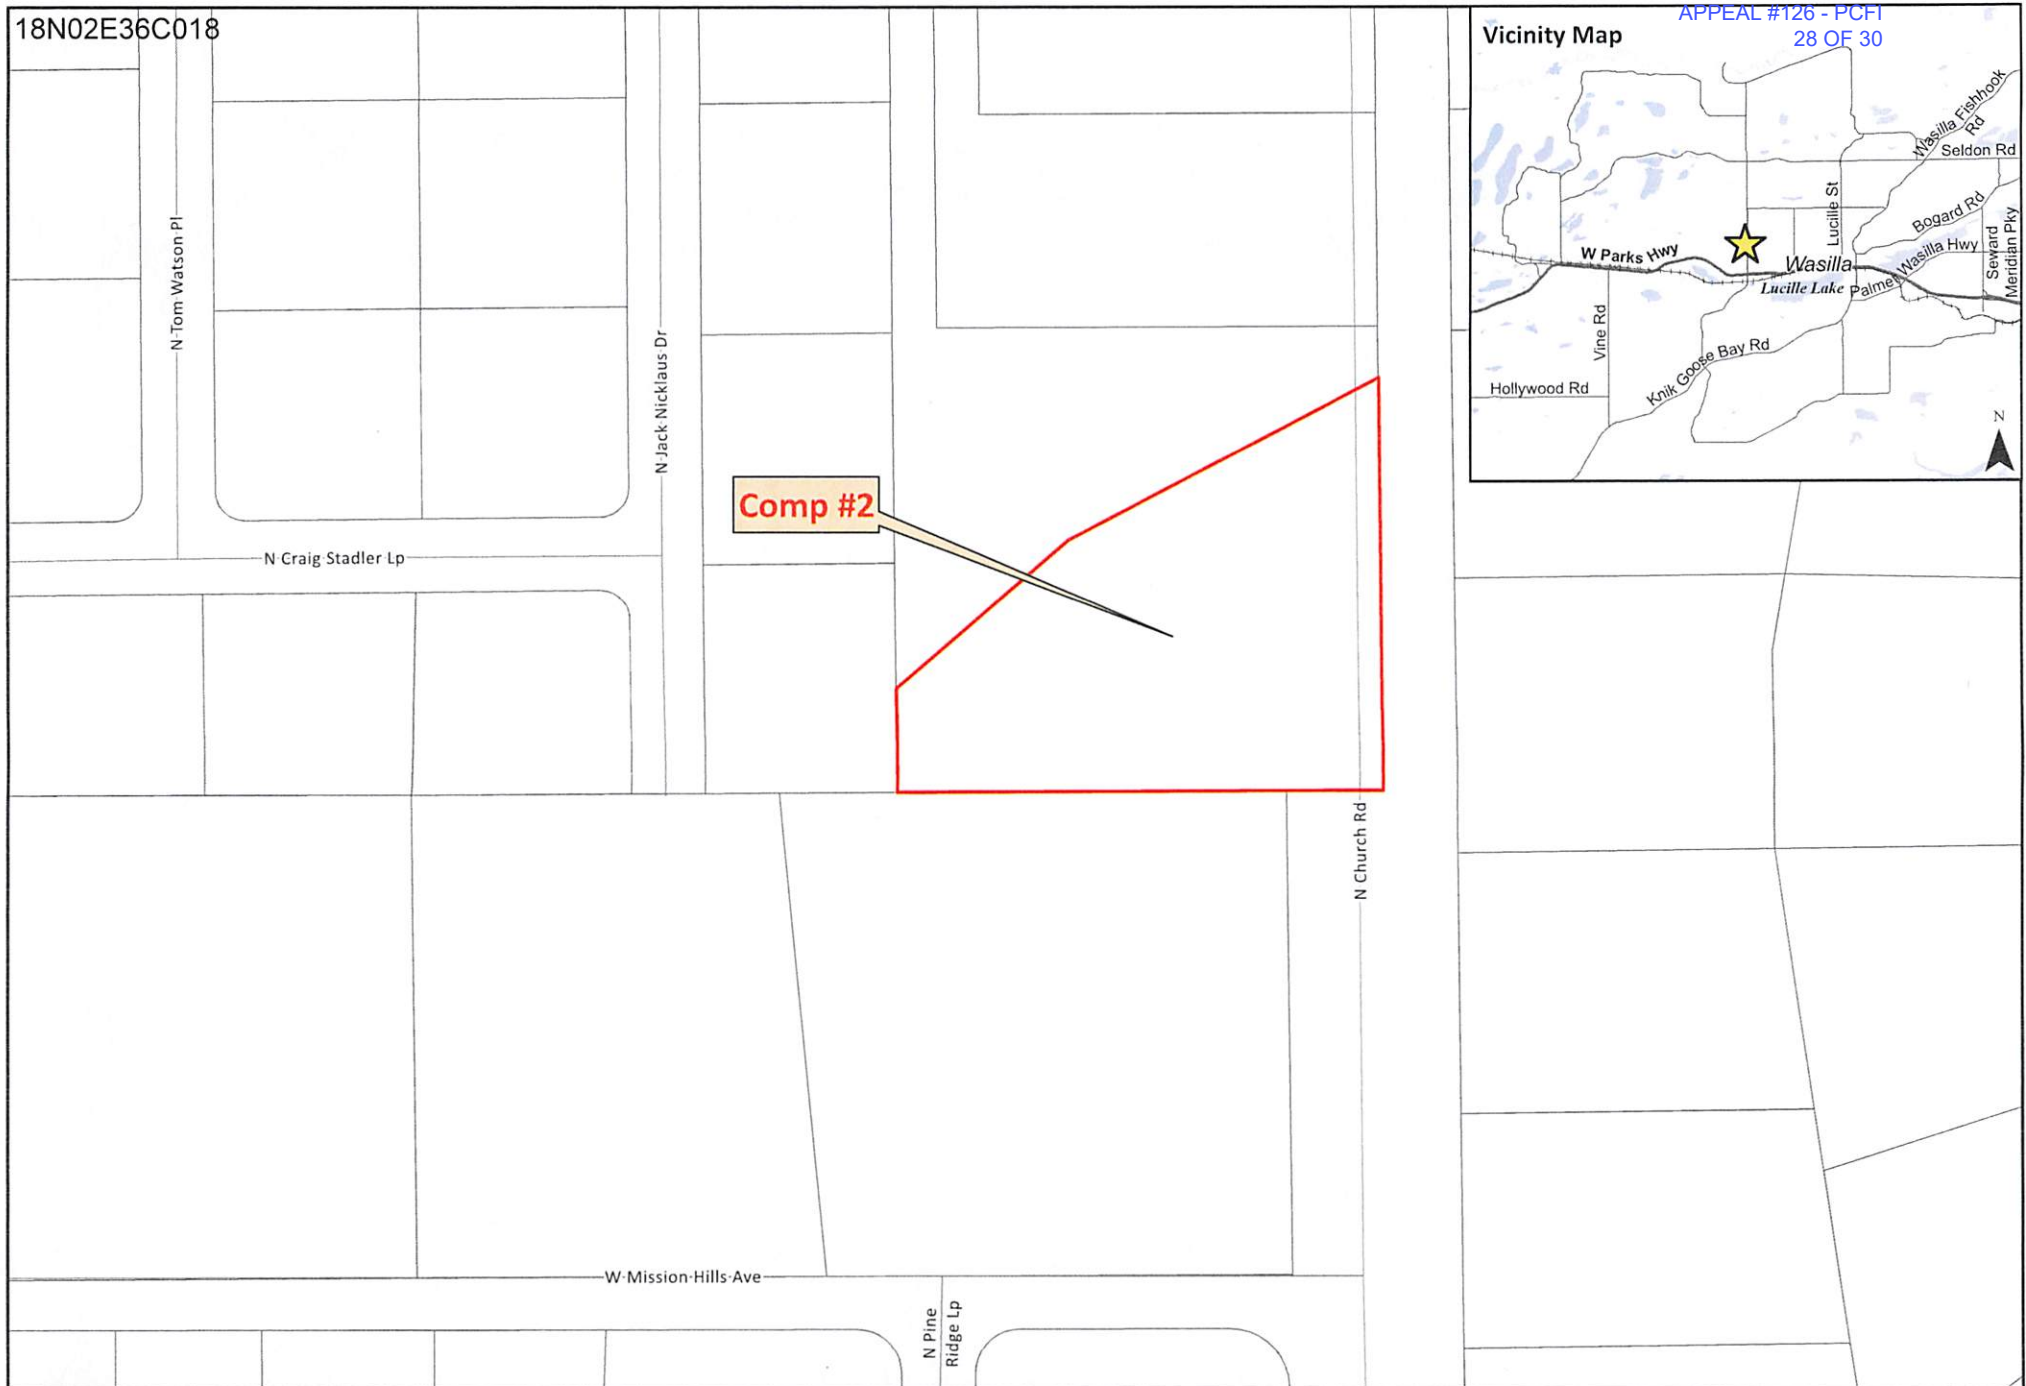 18N02E36C018
APPEAL #126 - PCFI
28 OF 30
Vicinity Map
Wasilla Fishhook
Rd
Seldon Rd
Lucille St
Bogard Rd
Seward
Meridian Pky
W Parks Hwy
Wasilla
Palmer Wasilla Hwy
Lucille Lake
Vine Rd
Knik Goose Bay Rd
Hollywood Rd
N
N Tom Watson Pl
N Jack Nicklaus Dr
Comp #2
N Craig Stadler Lp
N Church Rd
W Mission Hills Ave
N Pine
Ridge Lp